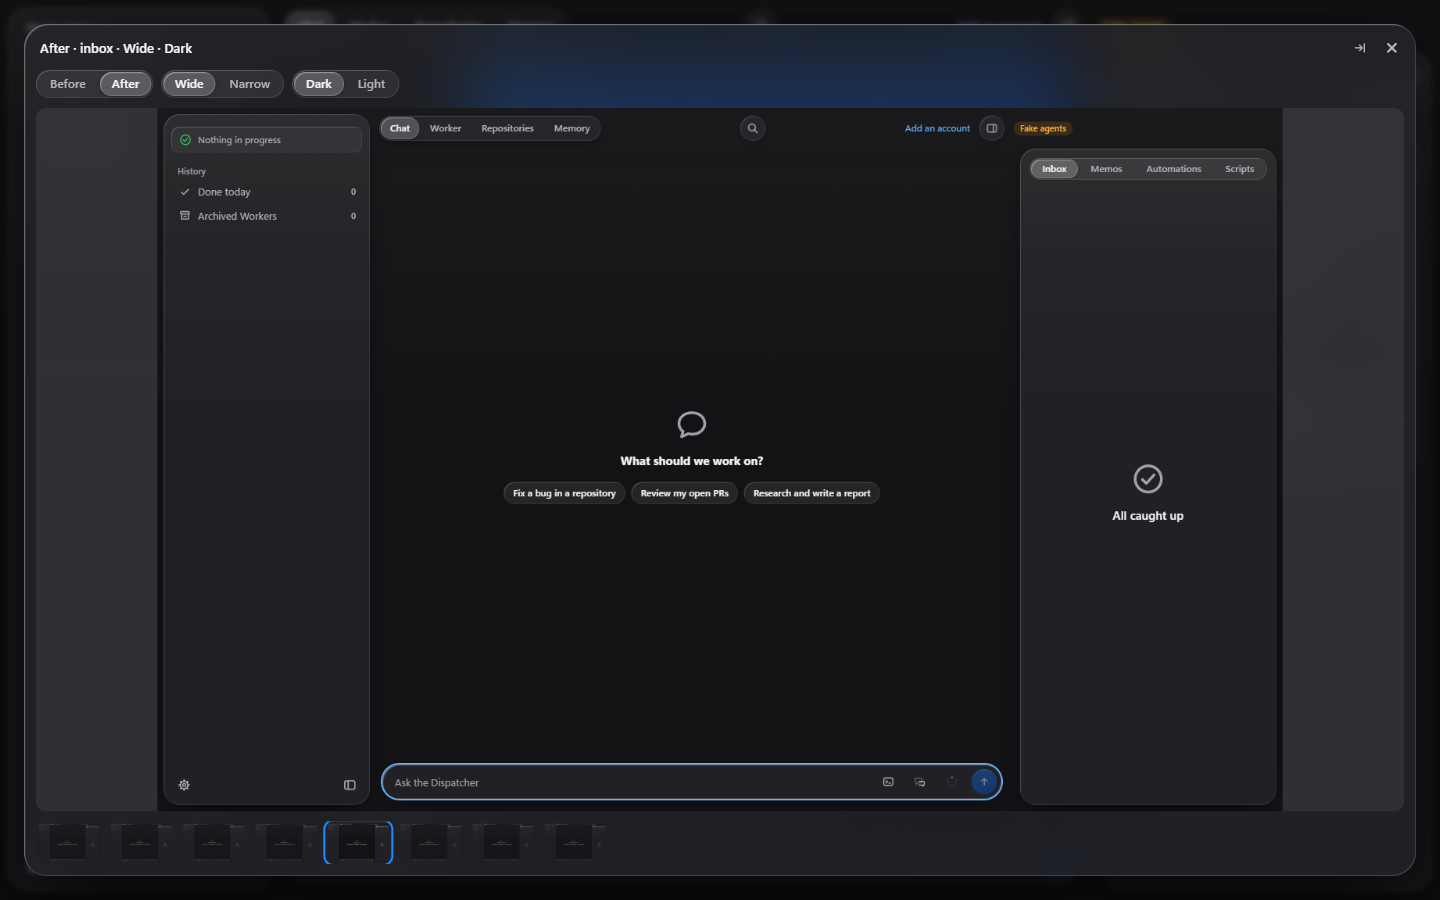 After · inbox · Wide · Dark
Before After Wide Narrow Dark Light
Nothing in progress
History
Done today 0
Archived Workers 0
Chat Worker Repositories Memory
Add an account
Fake agents
Inbox Memos Automations Scripts
What should we work on?
Fix a bug in a repository Review my open PRs Research and write a report
All caught up
Ask the Dispatcher